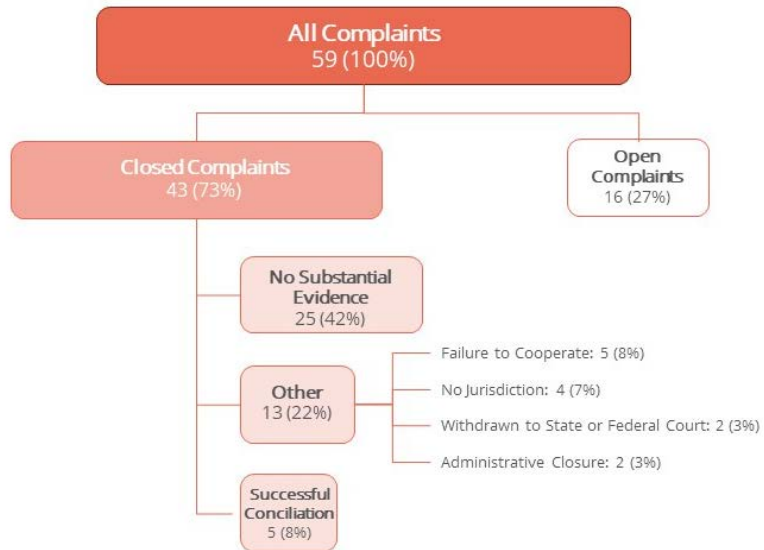 All Complaints
59 (100%)
Closed Complaints
43 (73%)
Open
Complaints
16 (27%)
No Substantial
Evidence
25 (42%)
Other
13 (22%)
Failure to Cooperate: 5 (8%)
No Jurisdiction: 4 (7%)
Withdrawn to State or Federal Court: 2 (3%)
Administrative Closure: 2 (3%)
Successful
Conciliation
5 (8%)